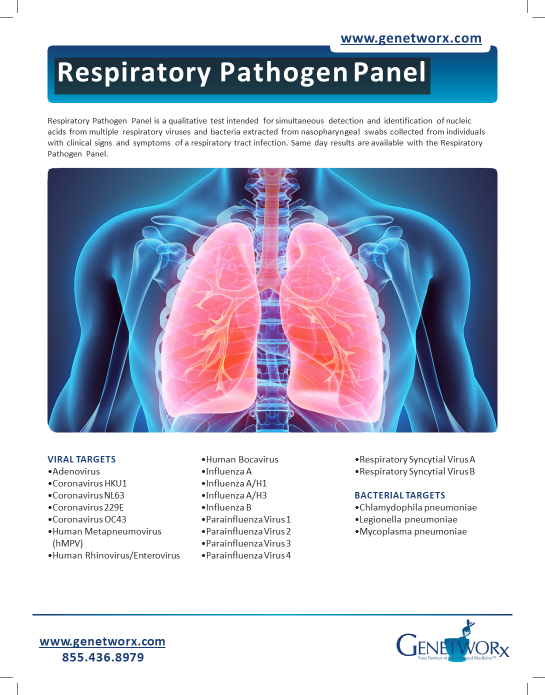 www.genetworx.com
Respiratory Pathogen Panel
Respiratory Pathogen Panel is a qualitative test intended for simultaneous detection and identification of nucleic
acids from multiple respiratory viruses and bacteria extracted from nasopharyngeal swabs collected from individuals
with clinical signs and symptoms of a respiratory tract infection. Same day results are available with the Respiratory
Pathogen Panel.
VIRAL TARGETS
•Adenovirus
•Coronavirus HKU1
•Coronavirus NL63
•Coronavirus 229E
•Coronavirus OC43
•Human Metapneumovirus
(hMPV)
•Human Rhinovirus/Enterovirus
•Human Bocavirus
•Influenza A
•Influenza A/H1
•Influenza A/H3
•Influenza B
•Parainfluenza Virus 1
•Parainfluenza Virus 2
•Parainfluenza Virus 3
•Parainfluenza Virus 4
•Respiratory Syncytial Virus A
•Respiratory Syncytial Virus B
BACTERIAL TARGETS
•Chlamydophila pneumoniae
•Legionella pneumoniae
•Mycoplasma pneumoniae
www.genetworx.com
855.436.8979
GENETWORx
Your Partner in Personalized Medicine™